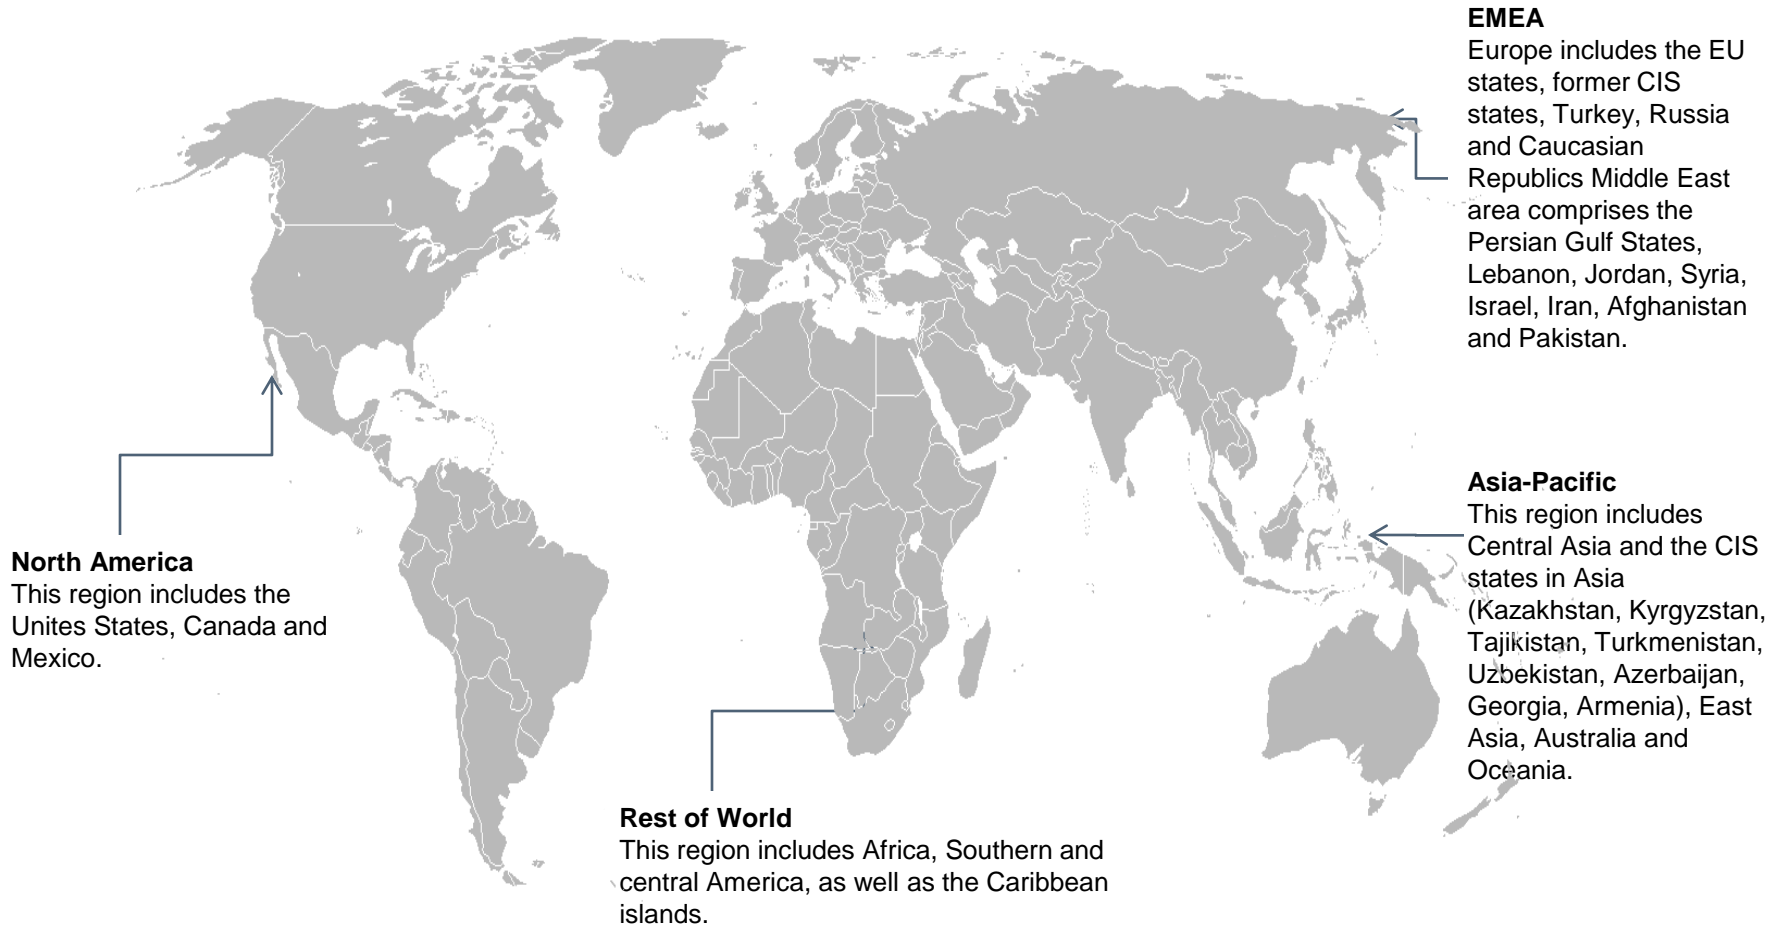 EMEA
Europe includes the EU
states, former CIS
states, Turkey, Russia
and Caucasian
Republics Middle East
area comprises the
Persian Gulf States,
Lebanon, Jordan, Syria,
Israel, Iran, Afghanistan
and Pakistan.
Asia-Pacific
This region includes
Central Asia and the CIS
states in Asia
(Kazakhstan, Kyrgyzstan,
Tajikistan, Turkmenistan,
Uzbekistan, Azerbaijan,
Georgia, Armenia), East
Asia, Australia and
Oceania.
North America
This region includes the
Unites States, Canada and
Mexico.
Rest of World
This region includes Africa, Southern and
central America, as well as the Caribbean
islands.